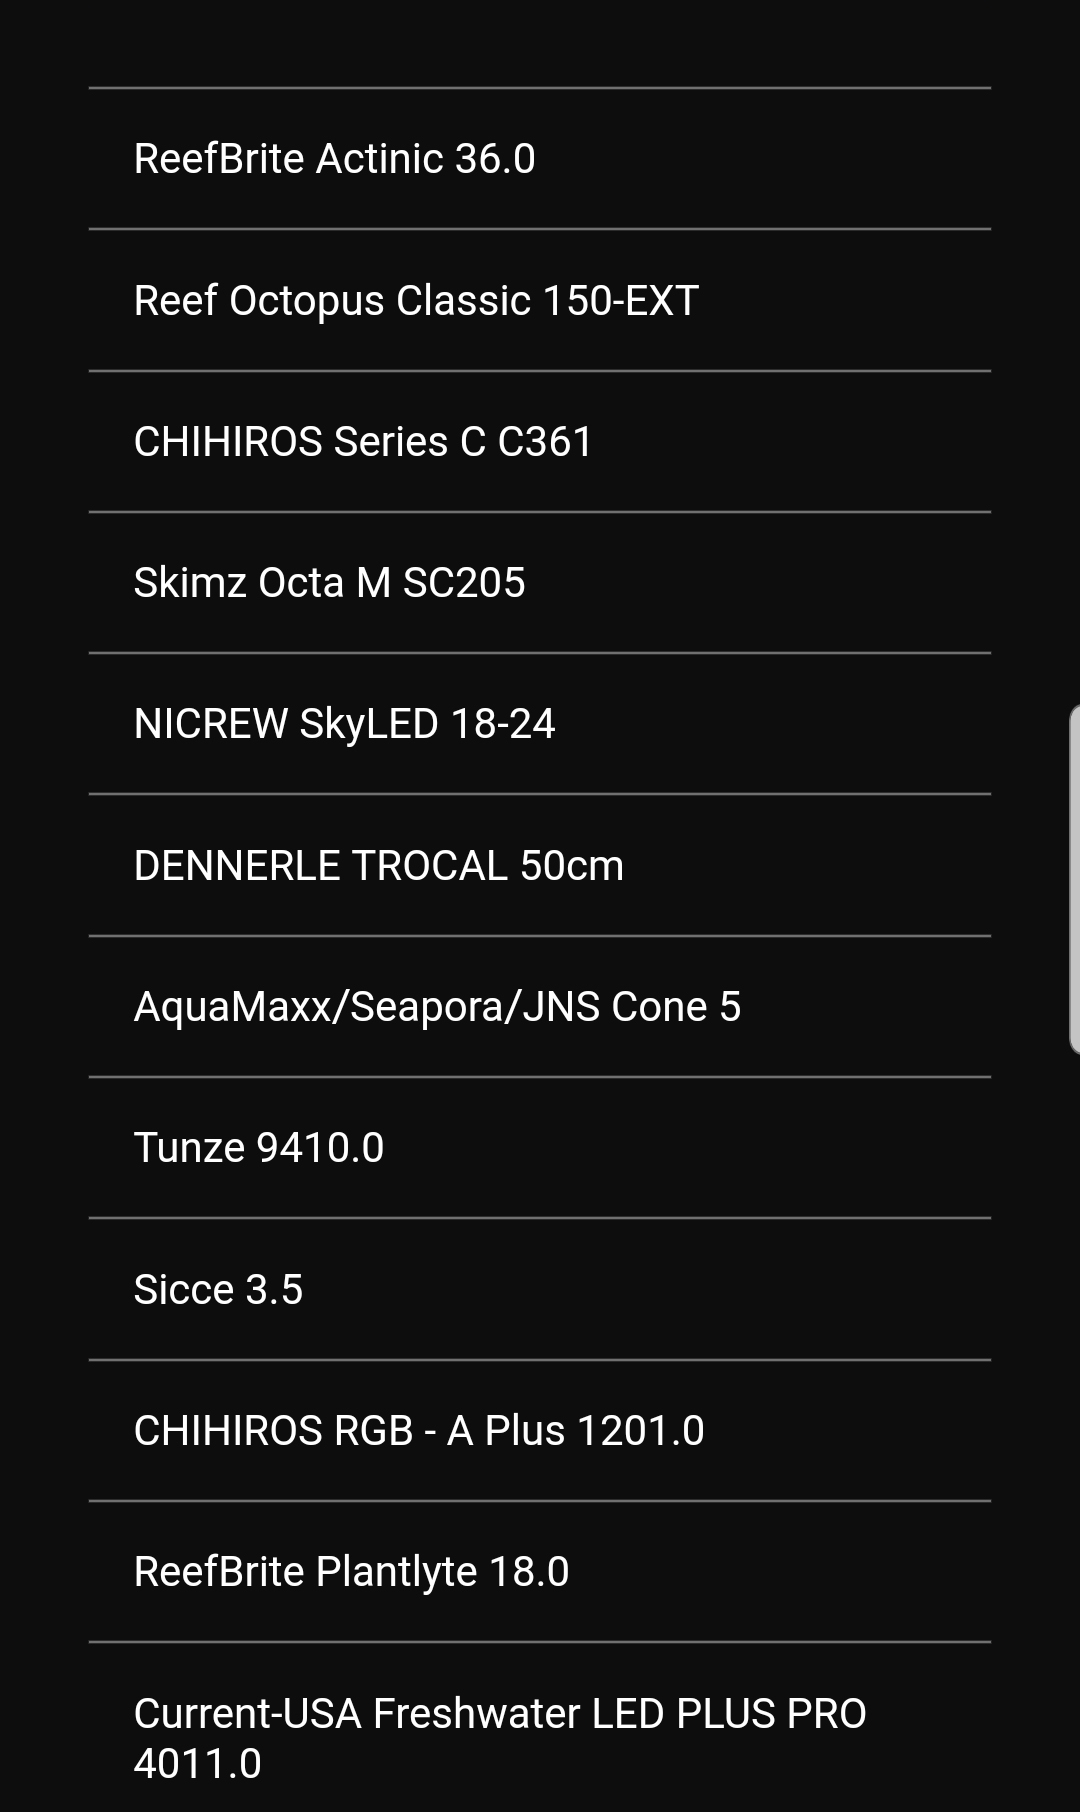 ReefBrite Actinic 36.0
Reef Octopus Classic 150-EXT
CHIHIROS Series C C361
Skimz Octa M SC205
NICREW SkyLED 18-24
DENNERLE TROCAL 50cm
AquaMaxx/Seapora/JNS Cone 5
Tunze 9410.0
Sicce 3.5
CHIHIROS RGB - A Plus 1201.0
ReefBrite Plantlyte 18.0
Current-USA Freshwater LED PLUS PRO
4011.0